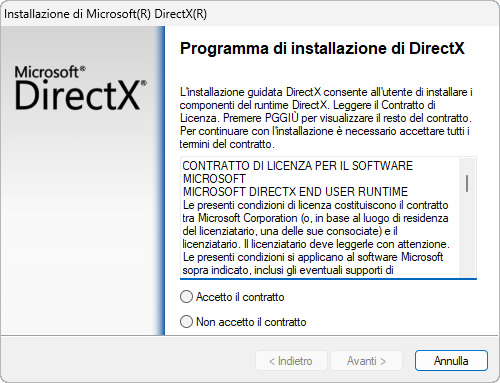 Installazione di Microsoft(R) DirectX(R)
Microsoft®
DirectX®
Programma di installazione di DirectX
L'installazione guidata DirectX consente all'utente di installare i
componenti del runtime DirectX. Leggere il Contratto di
Licenza. Premere PGGIÙ per visualizzare il resto del contratto.
Per continuare con l'installazione è necessario accettare tutti i
termini del contratto.
CONTRATTO DI LICENZA PER IL SOFTWARE
MICROSOFT
MICROSOFT DIRECTX END USER RUNTIME
Le presenti condizioni di licenza costituiscono il contratto
tra Microsoft Corporation (o, in base al luogo di residenza
del licenziatario, una delle sue consociate) e il
licenziatario. Il licenziatario deve leggerle con attenzione.
Le presenti condizioni si applicano al software Microsoft
sopra indicato, inclusi gli eventuali supporti di
Accetto il contratto
Non accetto il contratto
< Indietro
Avanti >
Annulla